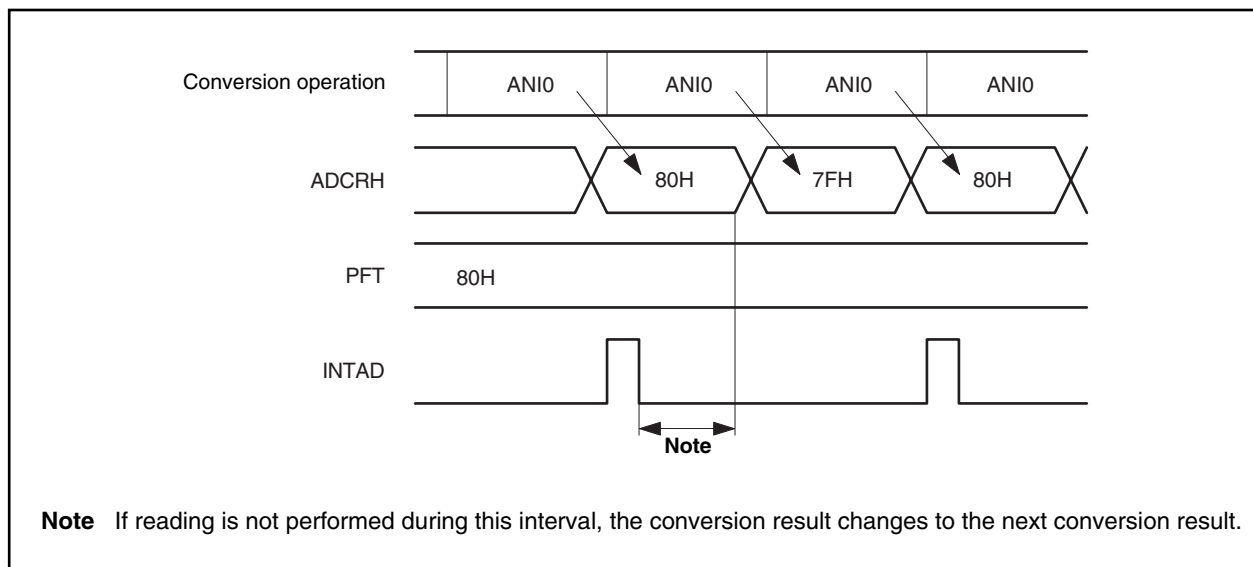 Conversion operation ANI0 ANI0 ANI0 ANI0
ADCRH 80H 7FH 80H
PFT 80H
INTAD
Note
Note If reading is not performed during this interval, the conversion result changes to the next conversion result.